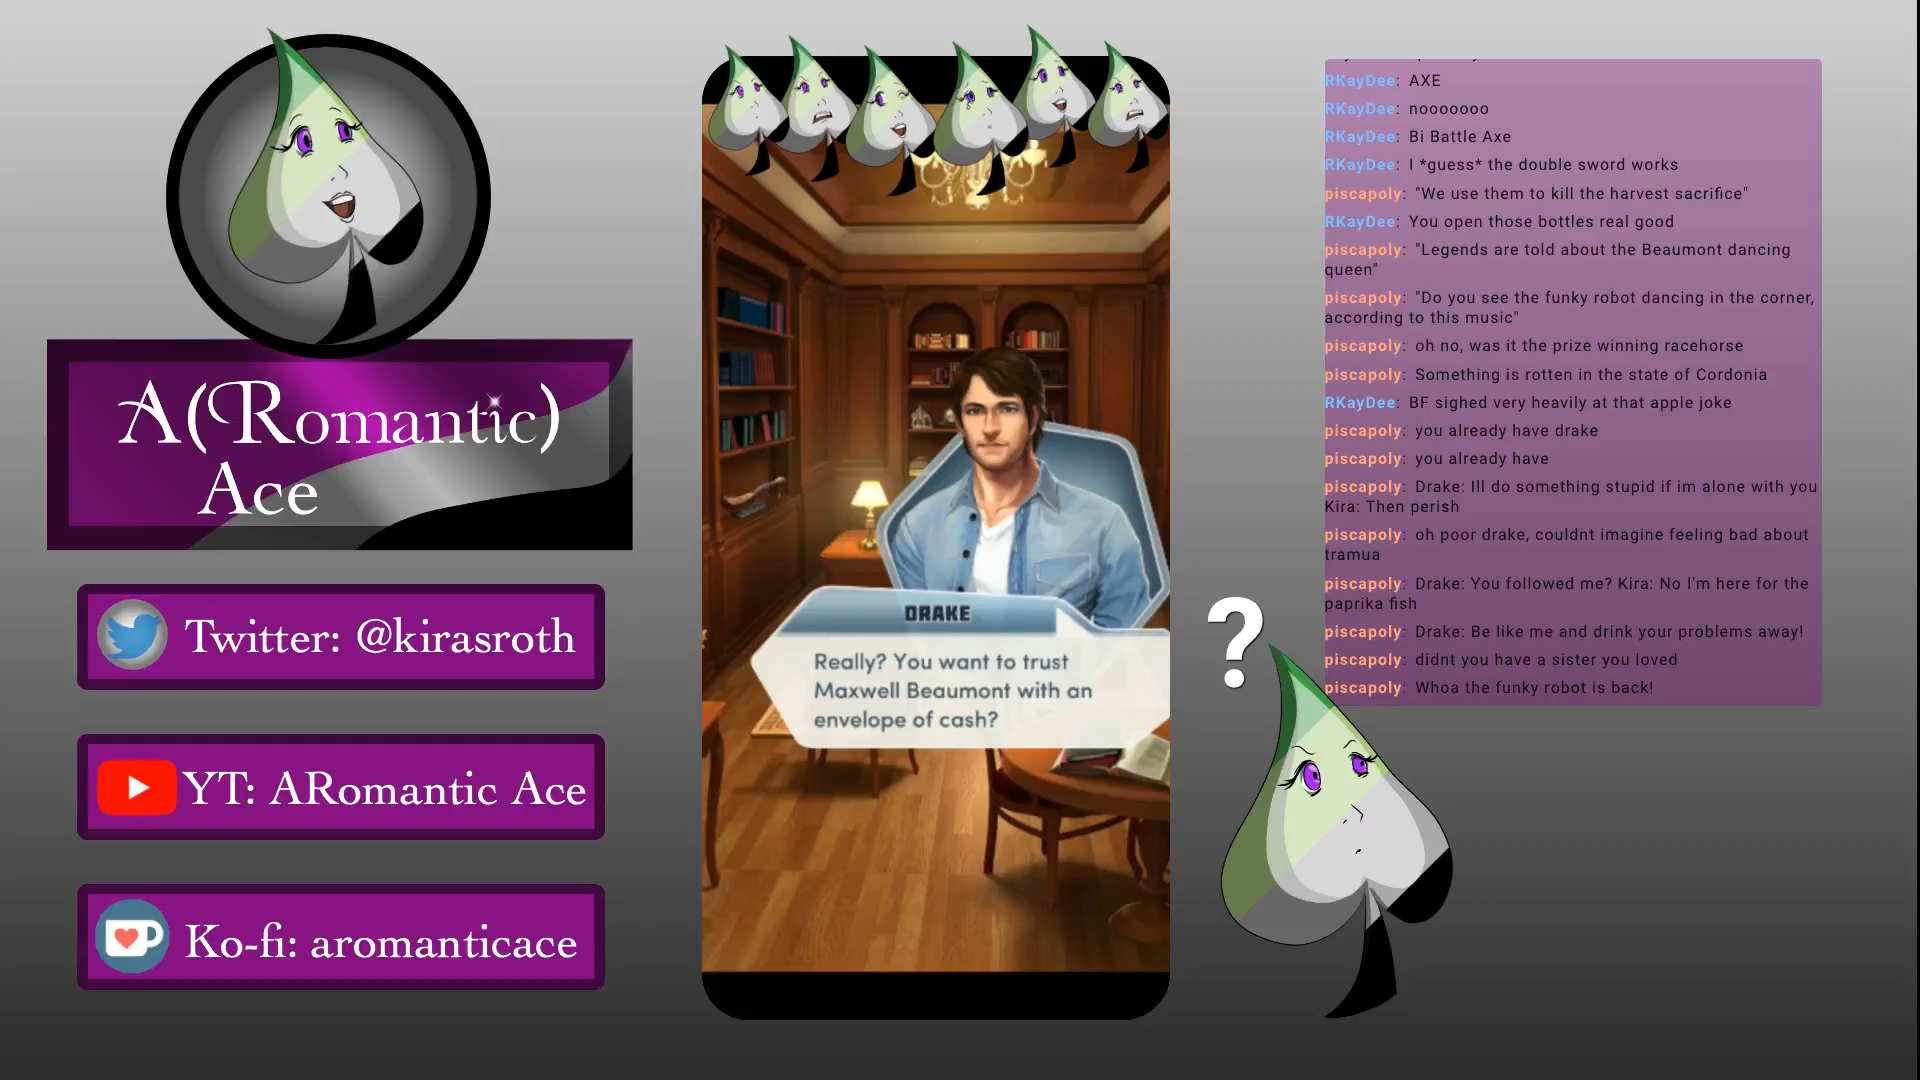 A(Romantic)
Ace
Twitter: @kirasroth
YT: ARomantic Ace
Ko-fi: aromanticace
DRAKE
Really? You want to trust
Maxwell Beaumont with an
envelope of cash?
RKayDee: AXE
RKayDee: nooooooo
RKayDee: Bi Battle Axe
RKayDee: I *guess* the double sword works
piscapoly: "We use them to kill the harvest sacrifice"
RKayDee: You open those bottles real good
piscapoly: "Legends are told about the Beaumont dancing
queen"
piscapoly: "Do you see the funky robot dancing in the corner,
according to this music"
piscapoly: oh no, was it the prize winning racehorse
piscapoly: Something is rotten in the state of Cordonia
RKayDee: BF sighed very heavily at that apple joke
piscapoly: you already have drake
piscapoly: you already have
piscapoly: Drake: Ill do something stupid if im alone with you
Kira: Then perish
piscapoly: oh poor drake, couldnt imagine feeling bad about
tramua
piscapoly: Drake: You followed me? Kira: No I'm here for the
paprika fish
piscapoly: Drake: Be like me and drink your problems away!
piscapoly: didnt you have a sister you loved
piscapoly: Whoa the funky robot is back!
?